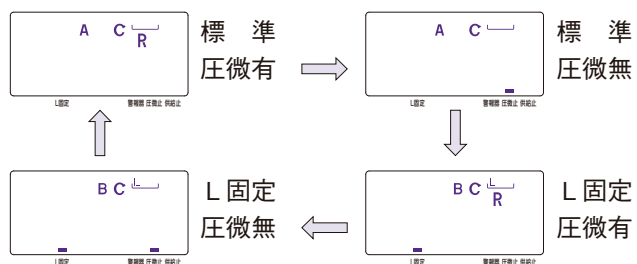 A C R
標　準
圧微有
L固定 警報器 圧微止 供給止
A C
標　準
圧微無
L固定 警報器 圧微止 供給止
B C L
L 固定
圧微無
L固定 警報器 圧微止 供給止
B C L R
L 固定
圧微有
L固定 警報器 圧微止 供給止